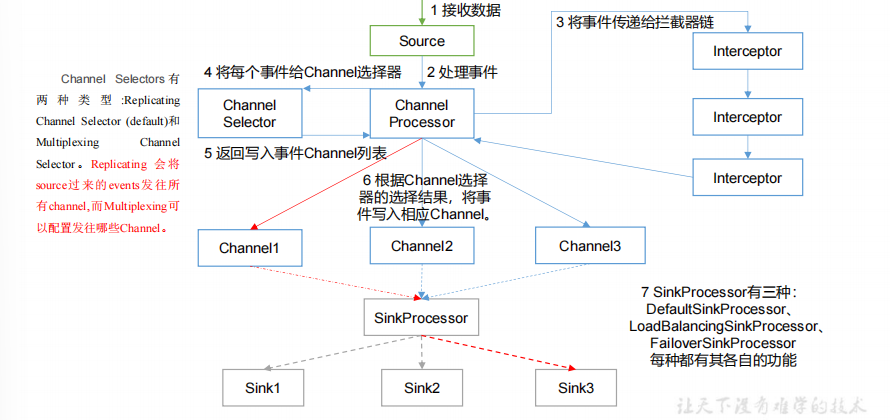 1 接收数据
Source
3 将事件传递给拦截器链
Interceptor
Interceptor
Interceptor
4 将每个事件给Channel选择器
2 处理事件
Channel
Selector
Channel
Processor
5 返回写入事件Channel列表
Channel Selectors有
两种类型:Replicating
Channel Selector (default)和
Multiplexing Channel
Selector。Replicating 会将
source过来的events发往所
有channel,而Multiplexing可
以配置发往哪些Channel。
6 根据Channel选择
器的选择结果，将事
件写入相应Channel。
Channel1
Channel2
Channel3
SinkProcessor
7 SinkProcessor有三种：
DefaultSinkProcessor、
LoadBalancingSinkProcessor、
FailoverSinkProcessor
每种都有其各自的功能
Sink1
Sink2
Sink3
让天下没有难学的技术